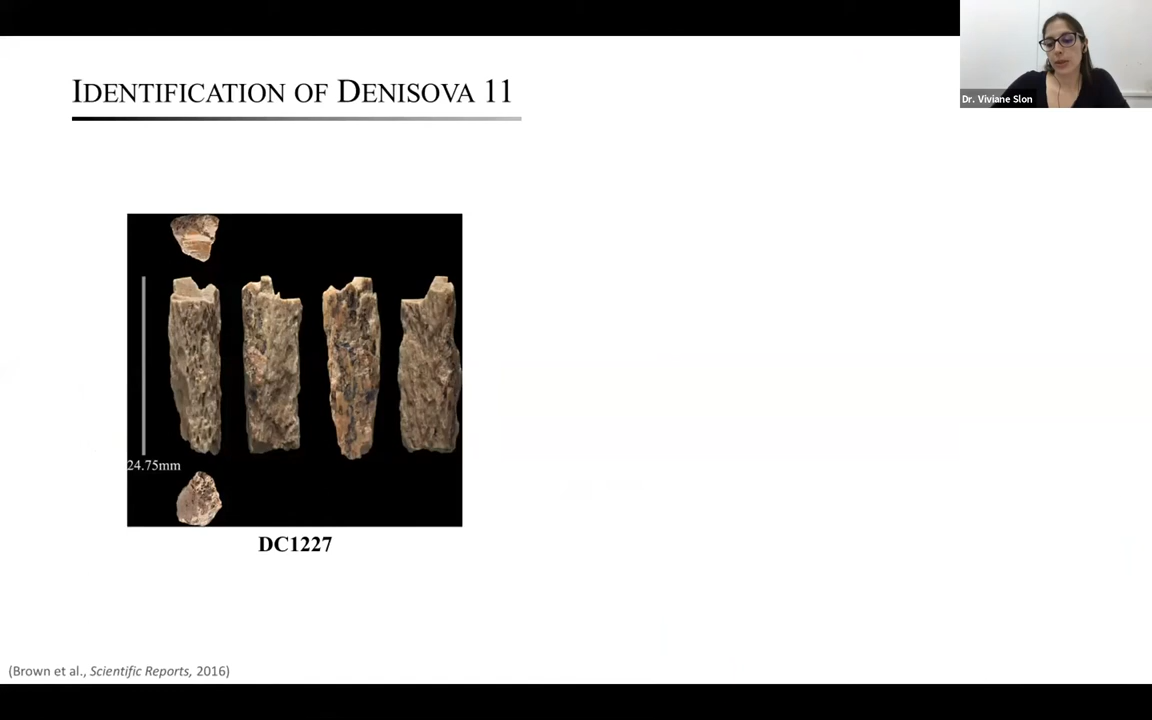 IDENTIFICATION OF DENISOVA 11
Dr. Viviane Slon
24.75mm
DC1227
(Brown et al., Scientific Reports, 2016)